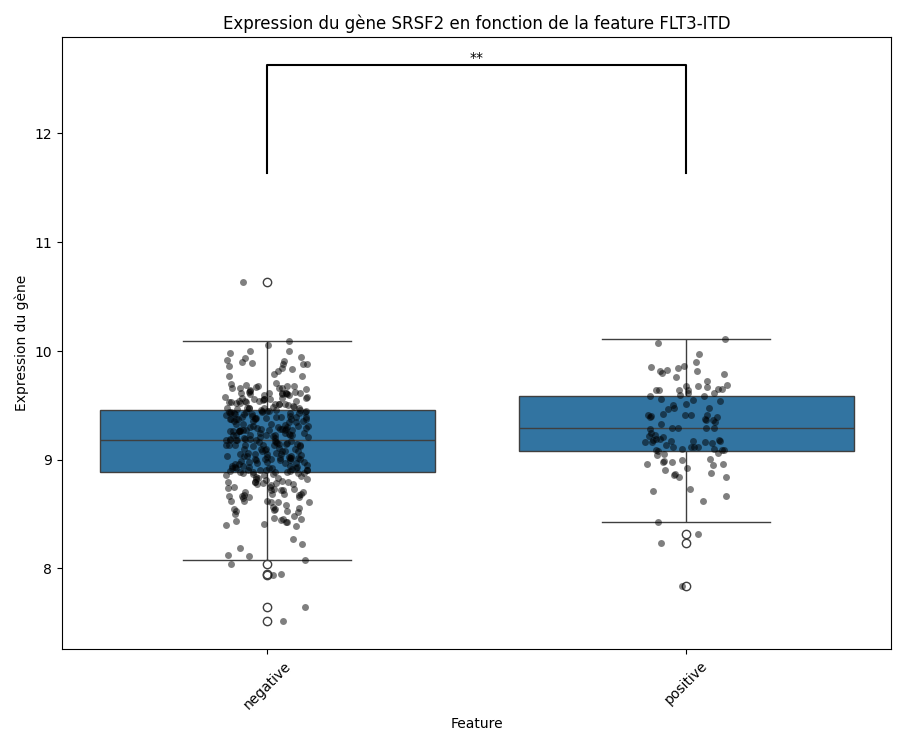 Expression du gène SRSF2 en fonction de la feature FLT3-ITD
**
12
11
10
9
8
Expression du gène
negative
positive
Feature